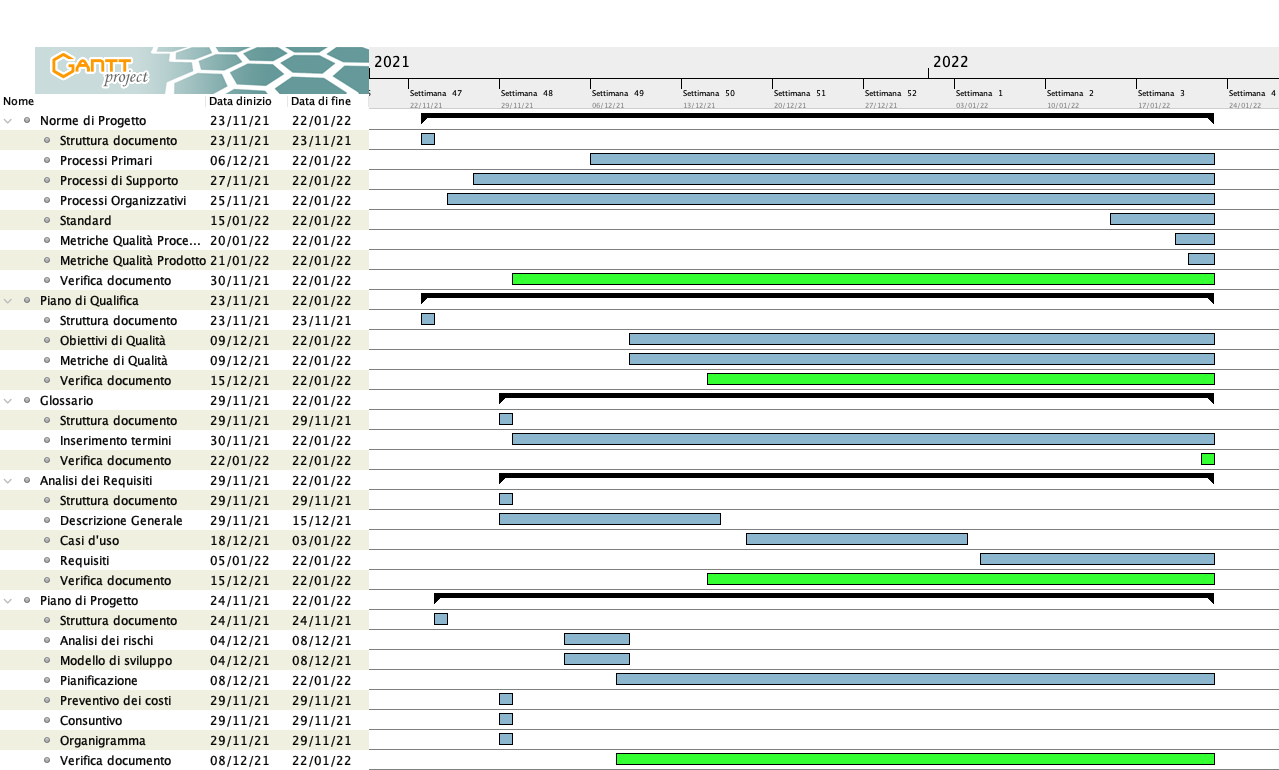 GANTT
project
2021
2022
Settimana 47
Settimana 48
Settimana 49
Settimana 50
Settimana 51
Settimana 52
Settimana 1
Settimana 2
Settimana 3
Settimana 4
22/11/21
29/11/21
06/12/21
13/12/21
20/12/21
27/12/21
03/01/22
10/01/22
17/01/22
24/01/22
Nome Data dinizio Data di fine
Norme di Progetto 23/11/21 22/01/22
Struttura documento 23/11/21 23/11/21
Processi Primari 06/12/21 22/01/22
Processi di Supporto 27/11/21 22/01/22
Processi Organizzativi 25/11/21 22/01/22
Standard 15/01/22 22/01/22
Metriche Qualità Proce... 20/01/22 22/01/22
Metriche Qualità Prodotto 21/01/22 22/01/22
Verifica documento 30/11/21 22/01/22
Piano di Qualifica 23/11/21 22/01/22
Struttura documento 23/11/21 23/11/21
Obiettivi di Qualità 09/12/21 22/01/22
Metriche di Qualità 09/12/21 22/01/22
Verifica documento 15/12/21 22/01/22
Glossario 29/11/21 22/01/22
Struttura documento 29/11/21 29/11/21
Inserimento termini 30/11/21 22/01/22
Verifica documento 22/01/22 22/01/22
Analisi dei Requisiti 29/11/21 22/01/22
Struttura documento 29/11/21 29/11/21
Descrizione Generale 29/11/21 15/12/21
Casi d'uso 18/12/21 03/01/22
Requisiti 05/01/22 22/01/22
Verifica documento 15/12/21 22/01/22
Piano di Progetto 24/11/21 22/01/22
Struttura documento 24/11/21 24/11/21
Analisi dei rischi 04/12/21 08/12/21
Modello di sviluppo 04/12/21 08/12/21
Pianificazione 08/12/21 22/01/22
Preventivo dei costi 29/11/21 29/11/21
Consuntivo 29/11/21 29/11/21
Organigramma 29/11/21 29/11/21
Verifica documento 08/12/21 22/01/22